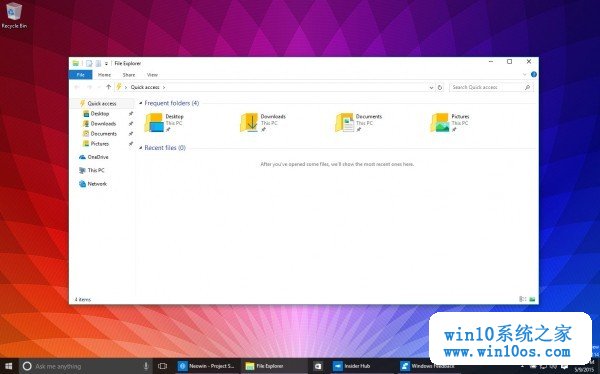 Recycle Bin
File Explorer
File Home Share View
Quick access
Search Quick access
Quick access
Desktop
Downloads
Documents
Pictures
OneDrive
This PC
Network
Frequent folders (4)
Desktop
This PC
Downloads
This PC
Documents
This PC
Pictures
This PC
Recent files (0)
After you've opened some files, we'll show the most recent ones here.
4 items
win10系统之家
www.win10os.com
Ask me anything
Neowin - Project S...
File Explorer
Insider Hub
Windows Feedback
5/9/2015